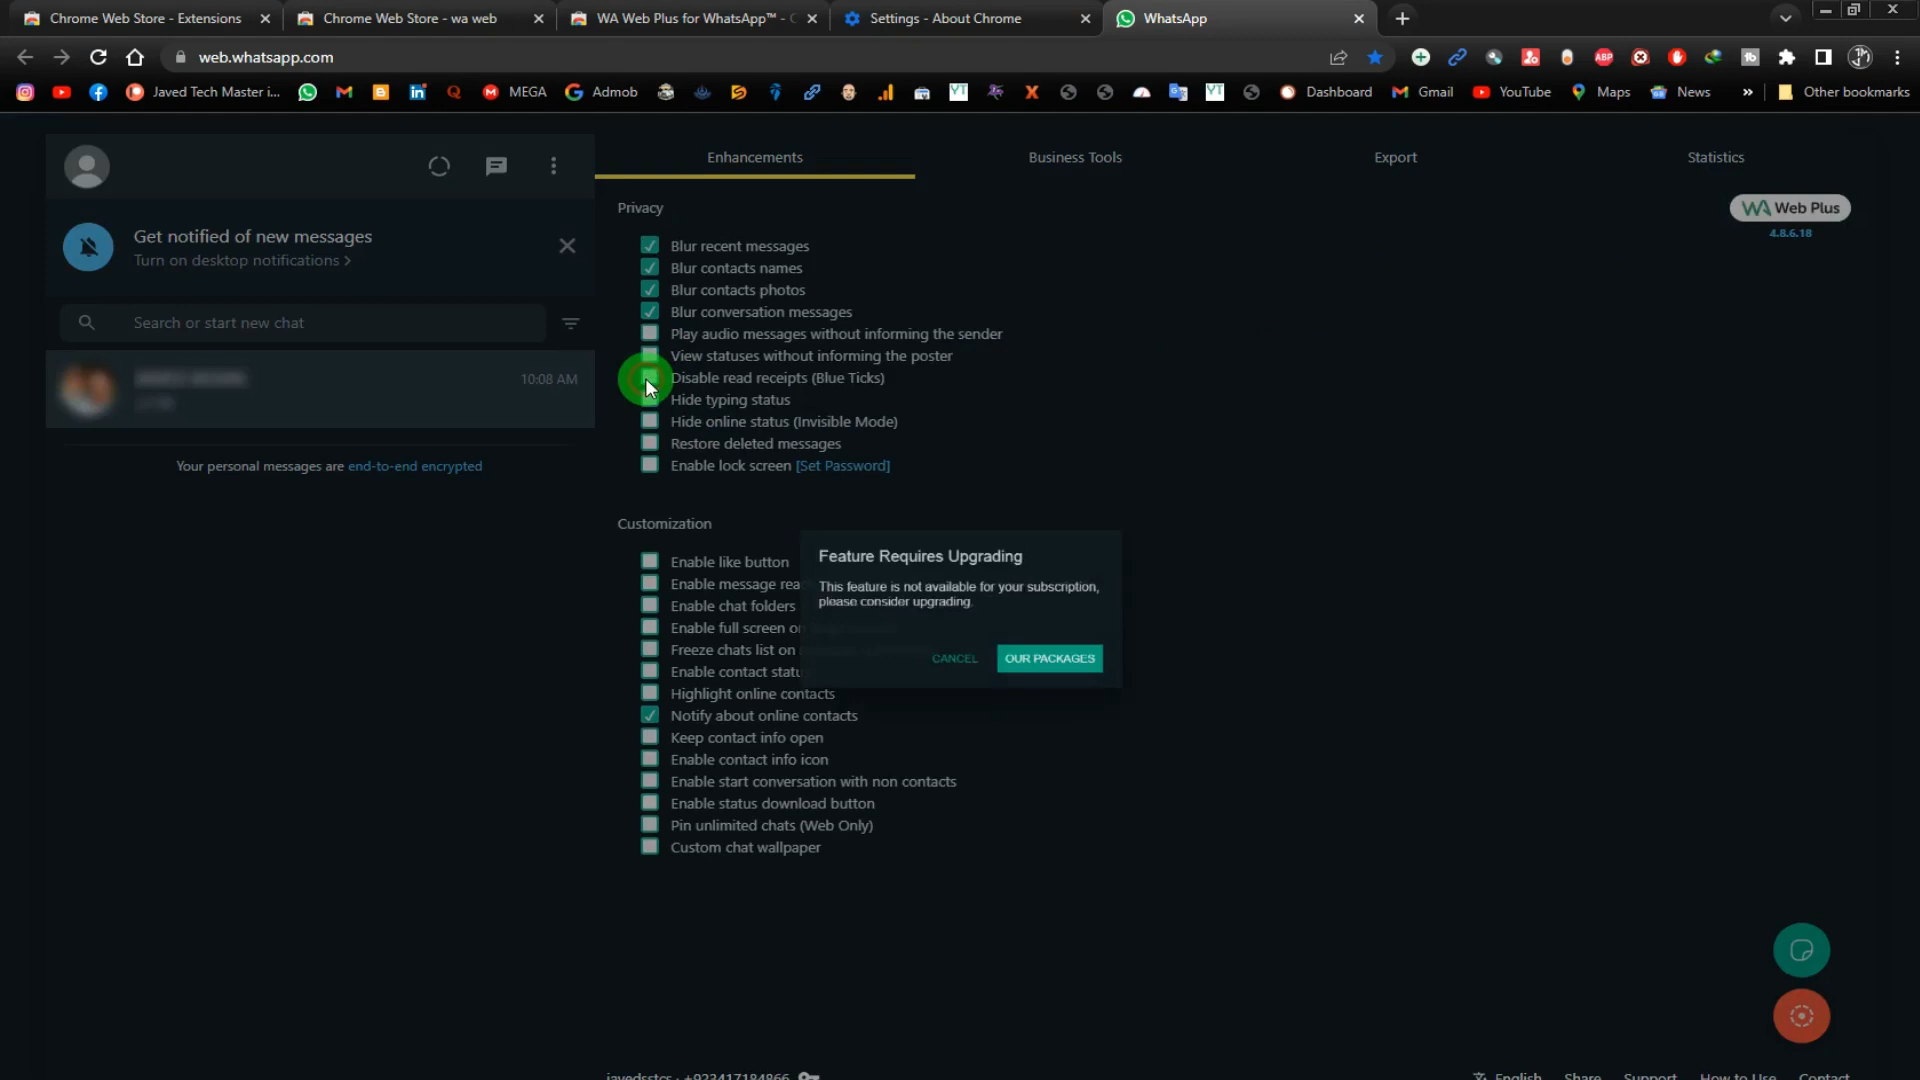 Chrome Web Store - Extensions
Chrome Web Store - wa web
WA Web Plus for WhatsApp™ - C
Settings - About Chrome
WhatsApp
web.whatsapp.com
ABP
Javed Tech Master i...
MEGA
Admob
YT
YT
Dashboard
Gmail
YouTube
Maps
News
»
Other bookmarks
Enhancements
Business Tools
Export
Statistics
Get notified of new messages
Turn on desktop notifications >
Search or start new chat
10:08 AM
Your personal messages are end-to-end encrypted
WA Web Plus
4.8.6.18
Privacy
Blur recent messages
Blur contacts names
Blur contacts photos
Blur conversation messages
Play audio messages without informing the sender
View statuses without informing the poster
Disable read receipts (Blue Ticks)
Hide typing status
Hide online status (Invisible Mode)
Restore deleted messages
Enable lock screen [Set Password]
Customization
Enable like button
Enable message rea
Enable chat folders
Enable full screen on
Freeze chats list on
Enable contact statu
Highlight online contacts
Notify about online contacts
Keep contact info open
Enable contact info icon
Enable start conversation with non contacts
Enable status download button
Pin unlimited chats (Web Only)
Custom chat wallpaper
Feature Requires Upgrading
This feature is not available for your subscription,
please consider upgrading.
CANCEL
OUR PACKAGES
javedsstcs · +923417184866
English
Share
Support
How to Use
Contact